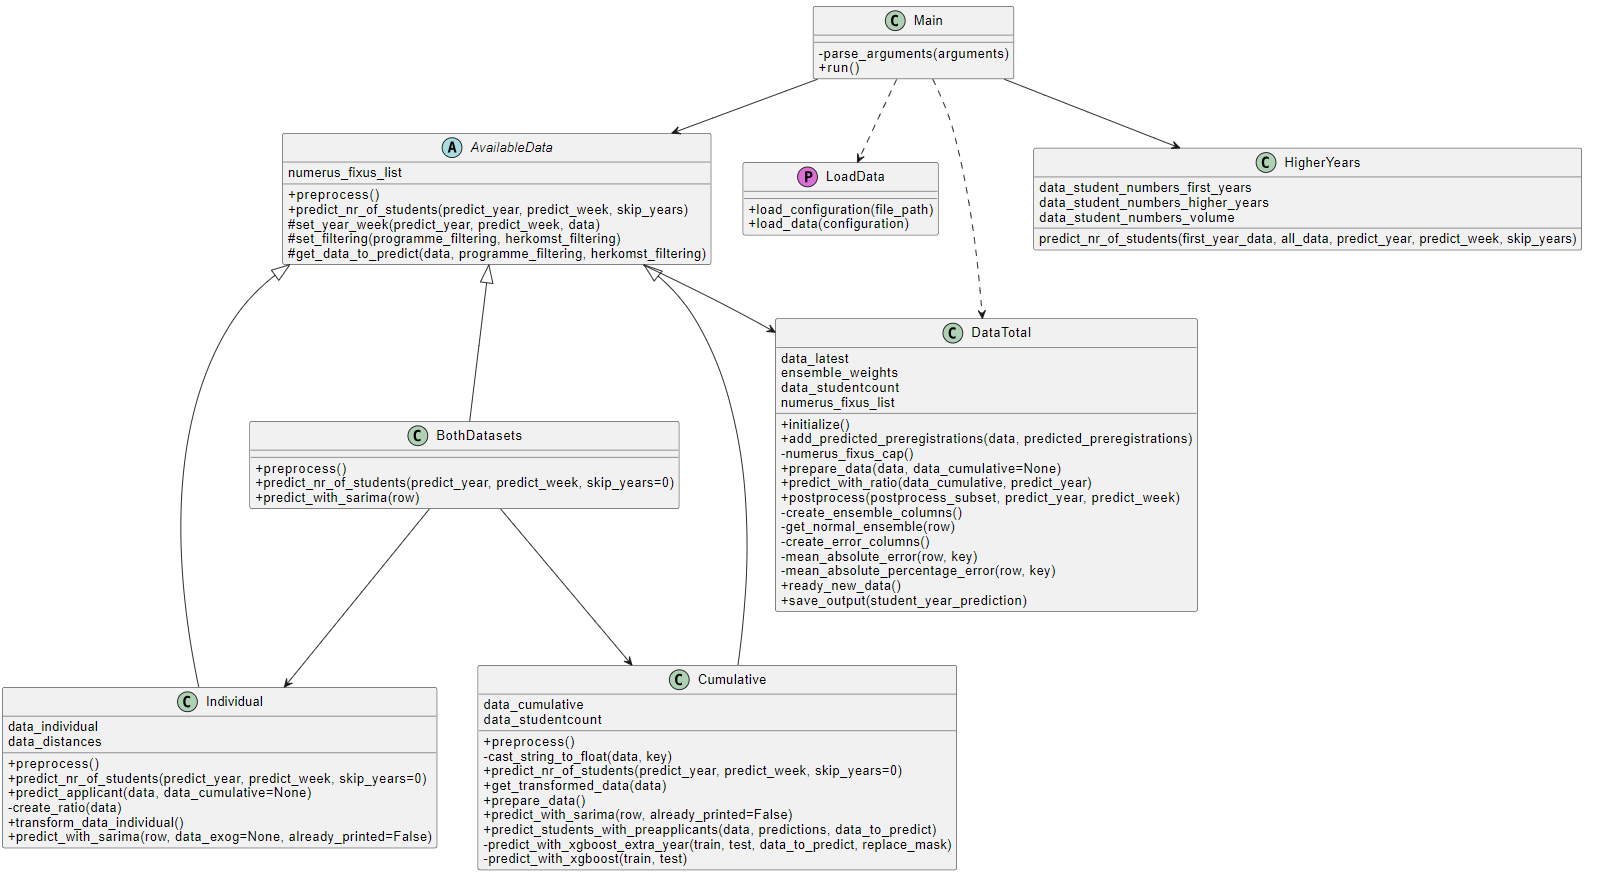 C Main
-parse_arguments(arguments)
+run()
A AvailableData
numerus_fixus_list
+preprocess()
+predict_nr_of_students(predict_year, predict_week, skip_years)
#set_year_week(predict_year, predict_week, data)
#set_filtering(programme_filtering, herkomst_filtering)
#get_data_to_predict(data, programme_filtering, herkomst_filtering)
P LoadData
+load_configuration(file_path)
+load_data(configuration)
C HigherYears
data_student_numbers_first_years
data_student_numbers_higher_years
data_student_numbers_volume
predict_nr_of_students(first_year_data, all_data, predict_year, predict_week, skip_years)
C DataTotal
data_latest
ensemble_weights
data_studentcount
numerus_fixus_list
+initialize()
+add_predicted_preregistrations(data, predicted_preregistrations)
-numerus_fixus_cap()
+prepare_data(data, data_cumulative=None)
+predict_with_ratio(data_cumulative, predict_year)
+postprocess(postprocess_subset, predict_year, predict_week)
-create_ensemble_columns()
-get_normal_ensemble(row)
-create_error_columns()
-mean_absolute_error(row, key)
-mean_absolute_percentage_error(row, key)
+ready_new_data()
+save_output(student_year_prediction)
C BothDatasets
+preprocess()
+predict_nr_of_students(predict_year, predict_week, skip_years=0)
+predict_with_sarima(row)
C Individual
data_individual
data_distances
+preprocess()
+predict_nr_of_students(predict_year, predict_week, skip_years=0)
+predict_applicant(data, data_cumulative=None)
-create_ratio(data)
+transform_data_individual()
+predict_with_sarima(row, data_exog=None, already_printed=False)
C Cumulative
data_cumulative
data_studentcount
+preprocess()
-cast_string_to_float(data, key)
+predict_nr_of_students(predict_year, predict_week, skip_years=0)
+get_transformed_data(data)
+prepare_data()
+predict_with_sarima(row, already_printed=False)
+predict_students_with_preapplicants(data, predictions, data_to_predict)
-predict_with_xgboost_extra_year(train, test, data_to_predict, replace_mask)
-predict_with_xgboost(train, test)